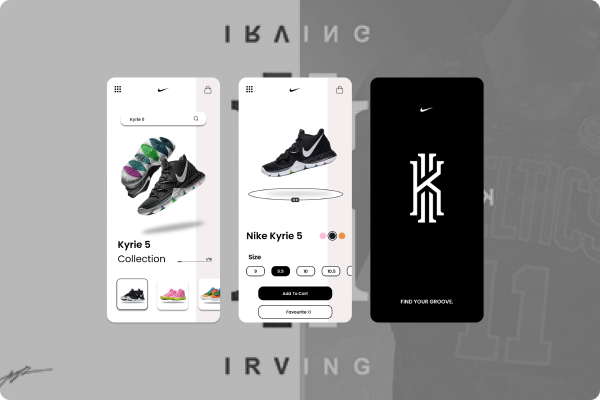 IRVING
Kyrie 5
Kyrie 5
Collection
Nike Kyrie 5
Size
9
9.5
10
10.5
Add To Cart
Favourite
FIND YOUR GROOVE.
K
CELTICS
11
IRVING